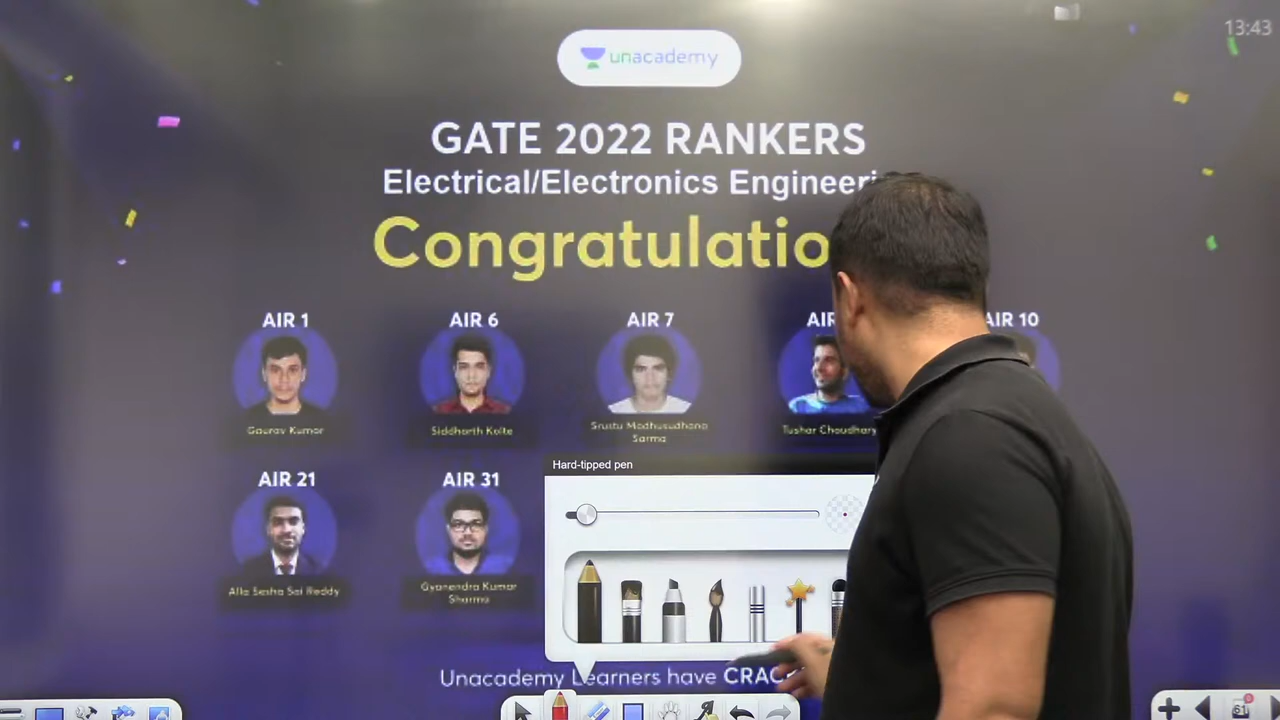 13:43
unacademy
GATE 2022 RANKERS
Electrical/Electronics Engineeri
Congratulatio
AIR 1
AIR 6
AIR 7
AIR
AIR 10
Gaurav Kumar
Siddharth Kolte
Srustu Madhusudhana
Sarma
Tushar Choudhary
AIR 21
AIR 31
Alla Sesha Sai Reddy
Gyanendra Kumar
Sharma
Hard-tipped pen
Unacademy Learners have CRAC
61